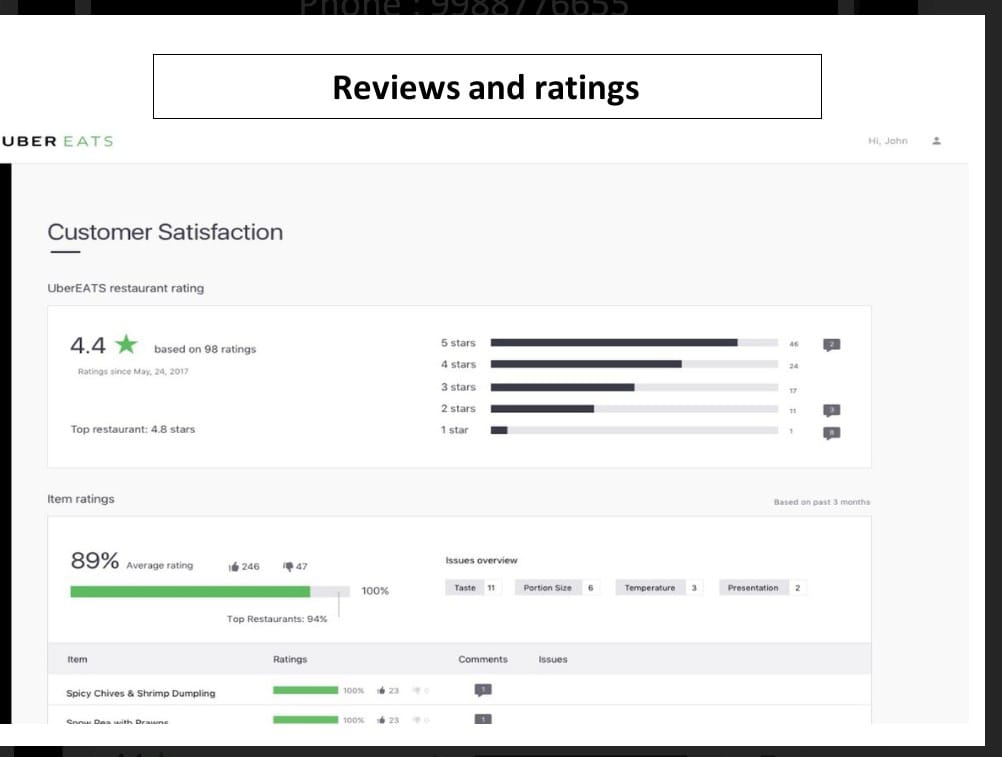 Phone : 9988776655
Reviews and ratings
UBER EATS
Hi, John
Customer Satisfaction
UberEATS restaurant rating
4.4 based on 98 ratings
Ratings since May, 24, 2017
Top restaurant: 4.8 stars
5 stars 46 2
4 stars 24
3 stars 17
2 stars 11 3
1 star 1 8
Item ratings
Based on past 3 months
89% Average rating 246 47
100%
Top Restaurants: 94%
Issues overview
Taste 11 Portion Size 6 Temperature 3 Presentation 2
Item Ratings Comments Issues
Spicy Chives & Shrimp Dumpling 100% 23 0 1
Snow Pea with Prawns 100% 23 0 1